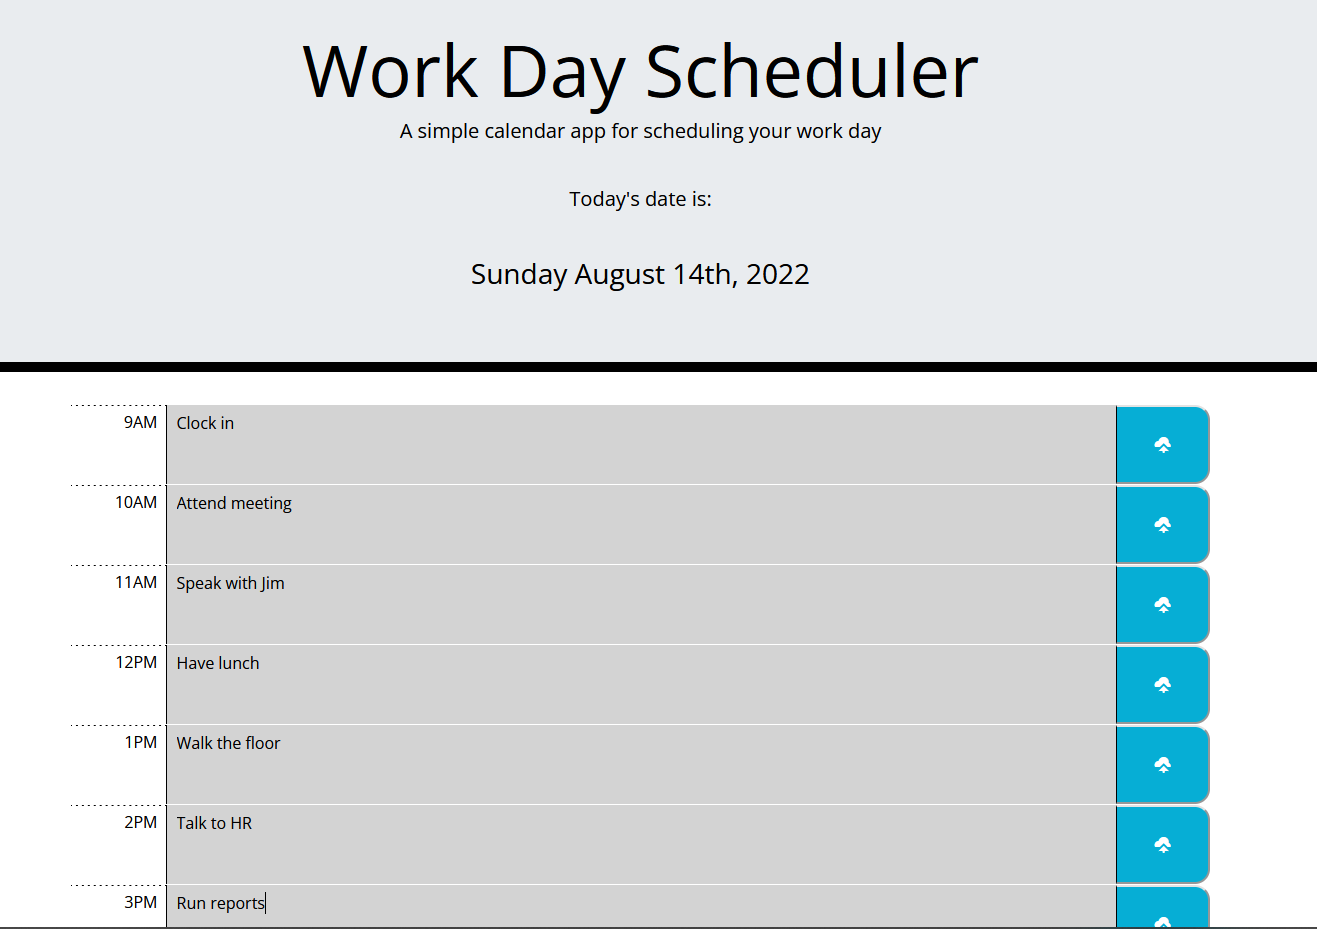 Work Day Scheduler
A simple calendar app for scheduling your work day
Today's date is:
Sunday August 14th, 2022
9AM Clock in
10AM Attend meeting
11AM Speak with Jim
12PM Have lunch
1PM Walk the floor
2PM Talk to HR
3PM Run reports